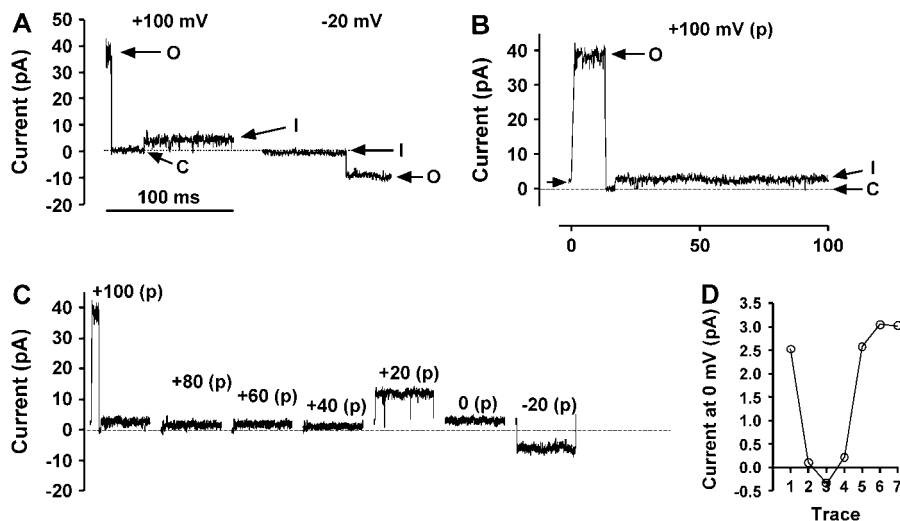 A
+100 mV
-20 mV
Current (pA)
50
40
30
20
10
0
-10
-20
O
C
I
I
O
100 ms
B
+100 mV (p)
Current (pA)
40
30
20
10
0
O
I
C
0
50
100
C
Current (pA)
40
30
20
10
0
-10
-20
+100 (p)
+80 (p)
+60 (p)
+40 (p)
+20 (p)
0 (p)
-20 (p)
D
Current at 0 mV (pA)
3.5
3.0
2.5
2.0
1.5
1.0
0.5
0.0
-0.5
1 2 3 4 5 6 7
Trace